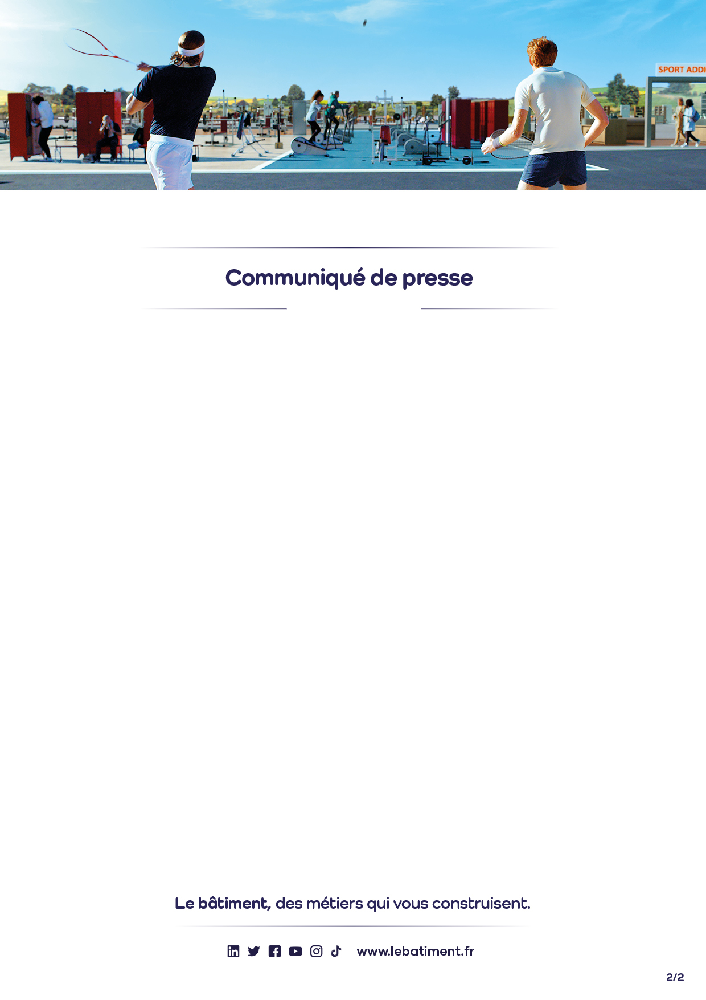 SPORT ADDI
Communiqué de presse
Le bâtiment, des métiers qui vous construisent.
www.lebatiment.fr
2/2